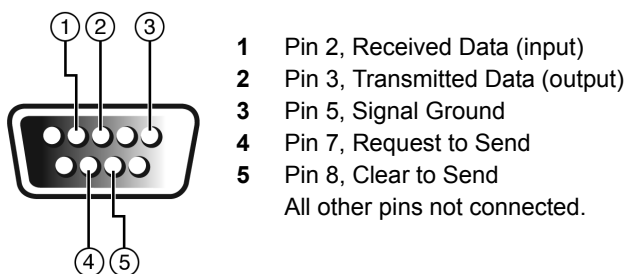 1 2 3
1 Pin 2, Received Data (input)
2 Pin 3, Transmitted Data (output)
3 Pin 5, Signal Ground
4 Pin 7, Request to Send
5 Pin 8, Clear to Send
All other pins not connected.
4 5